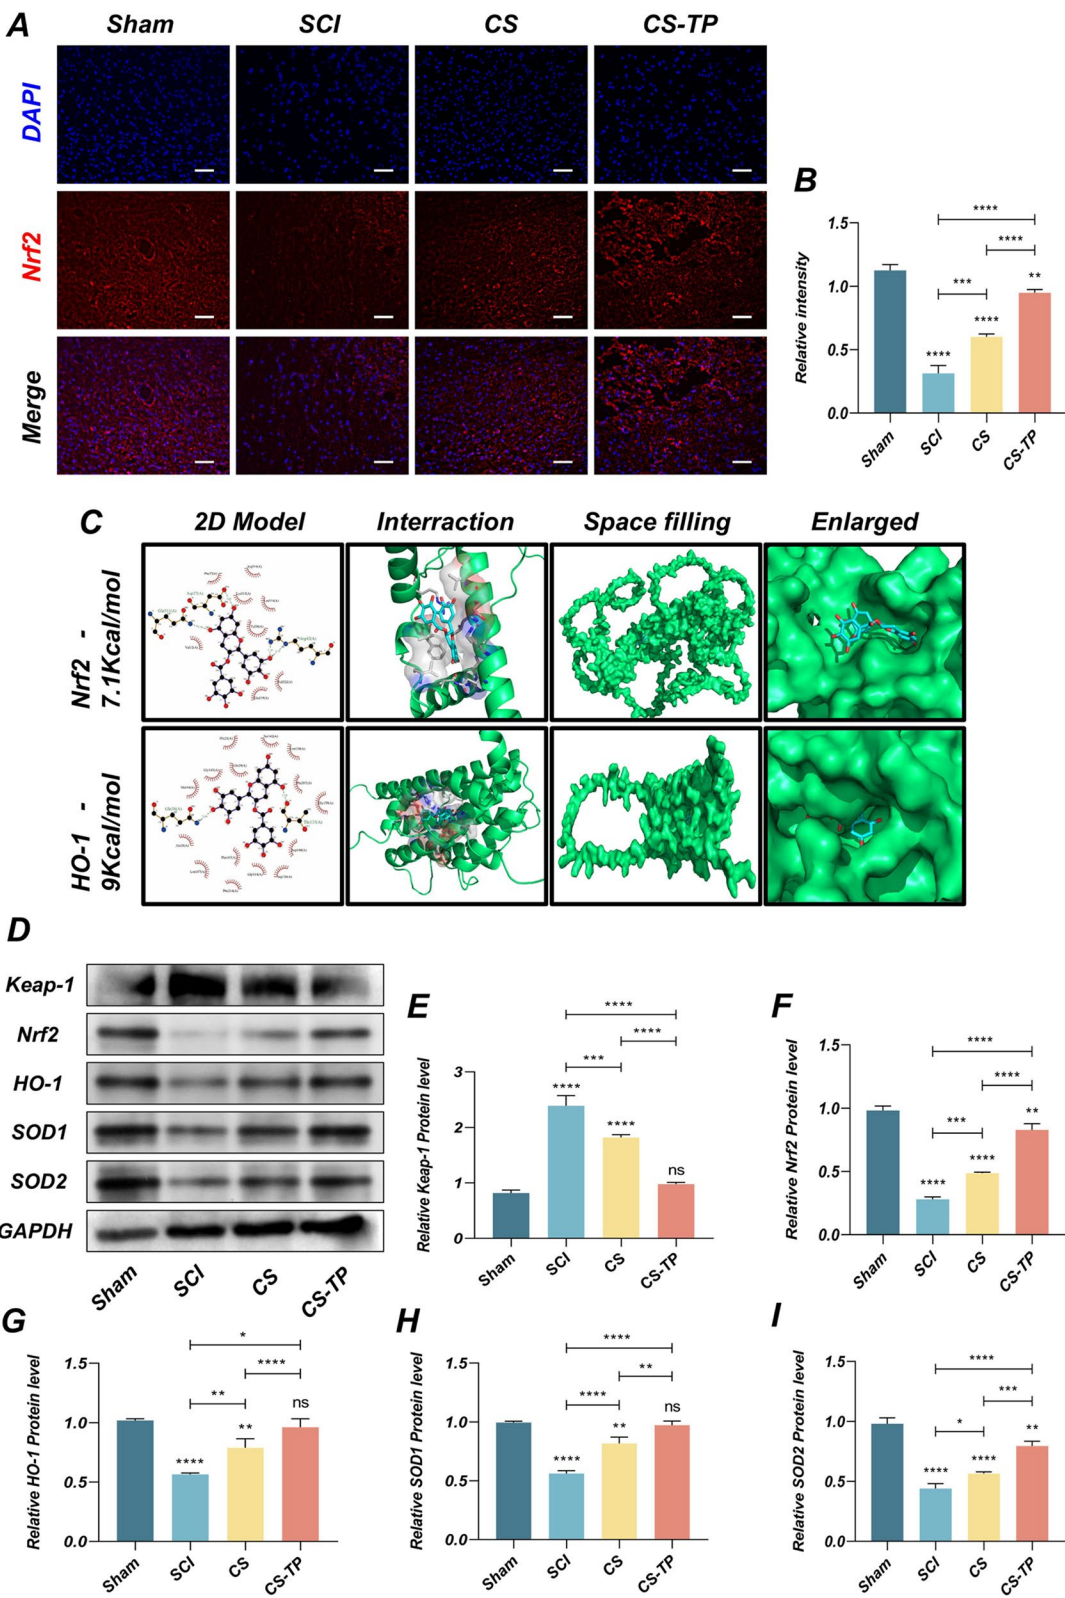 A
Sham SCI CS CS-TP
DAPI
Nrf2
Merge
B
Relative intensity
1.5
1.0
0.5
0.0
****
****
***
**
****
****
Sham SCI CS CS-TP
C
2D Model Interraction Space filling Enlarged
Nrf2 -
7.1Kcal/mol
HO-1 -
9Kcal/mol
D
Keap-1
Nrf2
HO-1
SOD1
SOD2
GAPDH
Sham SCI CS CS-TP
E
Relative Keap-1 Protein level
3
2
1
0
****
****
***
****
****
ns
Sham SCI CS CS-TP
F
Relative Nrf2 Protein level
1.5
1.0
0.5
0.0
****
****
***
**
****
****
Sham SCI CS CS-TP
G
Relative HO-1 Protein level
1.5
1.0
0.5
0.0
*
****
**
ns
**
****
Sham SCI CS CS-TP
H
Relative SOD1 Protein level
1.5
1.0
0.5
0.0
****
**
****
ns
**
****
Sham SCI CS CS-TP
I
Relative SOD2 Protein level
1.5
1.0
0.5
0.0
****
***
*
**
****
****
Sham SCI CS CS-TP